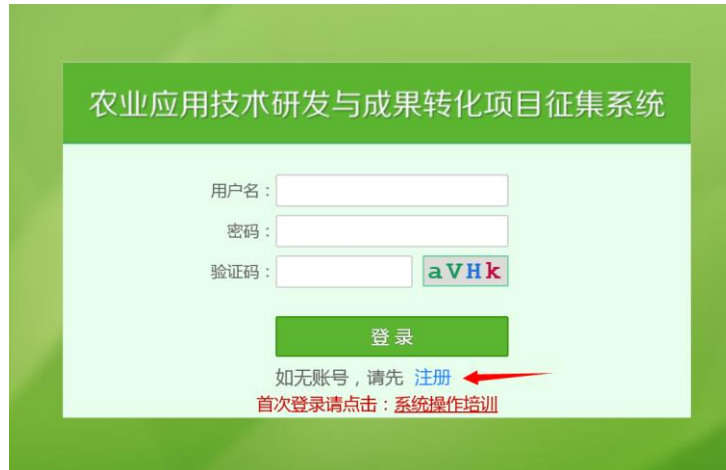 农业应用技术研发与成果转化项目征集系统
用户名：
密码：
验证码： aVHk
登录
如无账号，请先 注册
首次登录请点击：系统操作培训